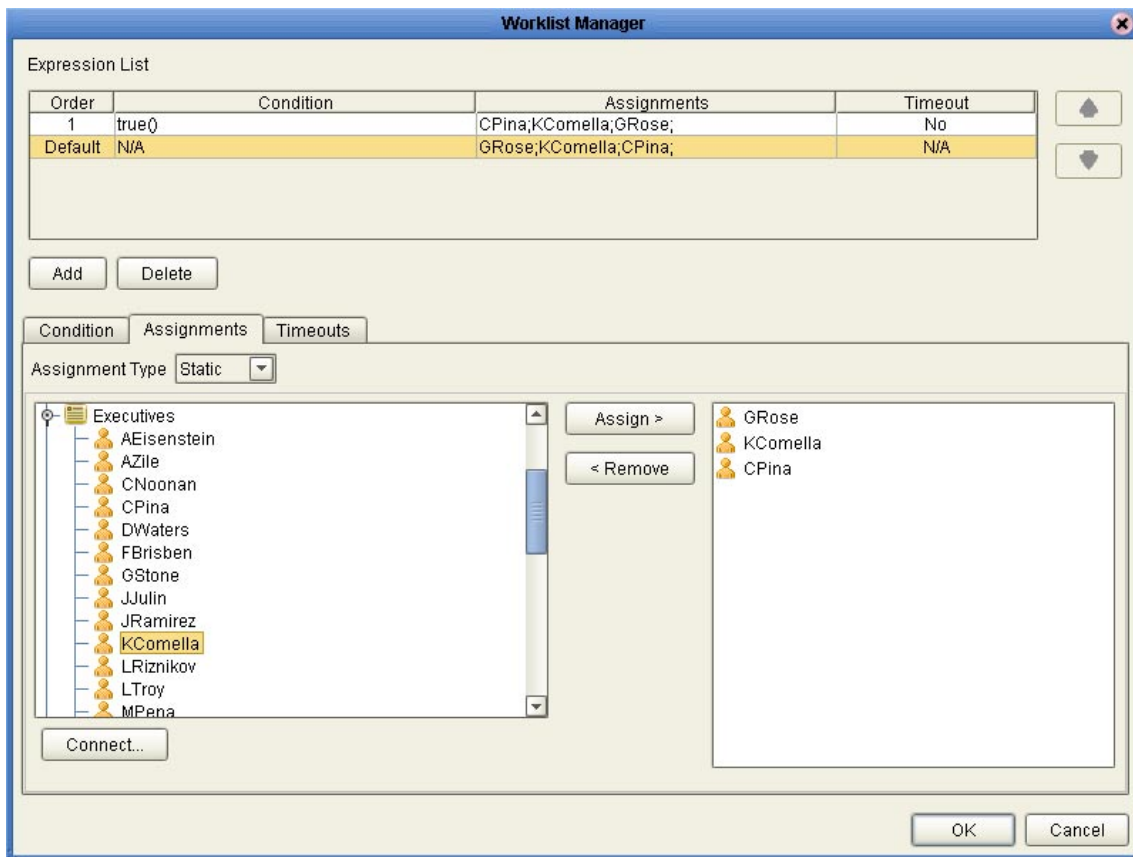 Worklist Manager
Expression List
Order Condition Assignments Timeout
1 true() CPina;KComella;GRose; No
Default N/A GRose;KComella;CPina; N/A
Add Delete
Condition Assignments Timeouts
Assignment Type Static
Executives
AEisenstein
AZile
CNoonan
CPina
DWaters
FBrisben
GStone
JJulin
JRamirez
KComella
LRiznikov
LTroy
MPena
Connect...
Assign >
< Remove
GRose
KComella
CPina
OK Cancel